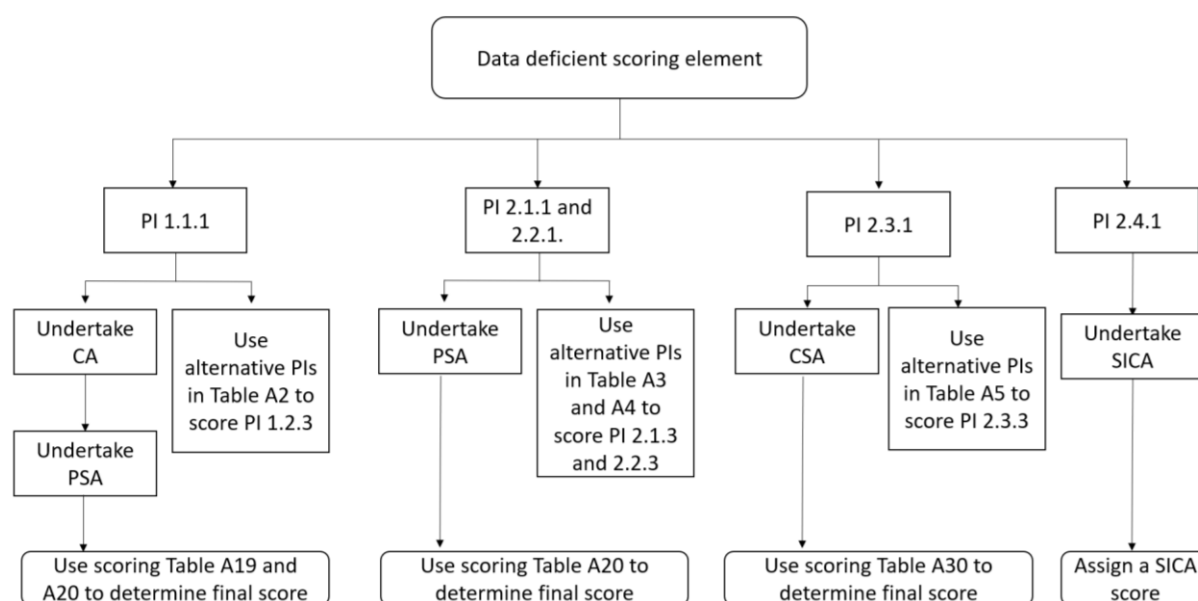 Data deficient scoring element
PI 1.1.1
PI 2.1.1 and
2.2.1.
PI 2.3.1
PI 2.4.1
Undertake
CA
Use
alternative PIs
in Table A2 to
score PI 1.2.3
Undertake
PSA
Undertake
PSA
Use
alternative PIs
in Table A3
and A4 to
score PI 2.1.3
and 2.2.3
Undertake
CSA
Use
alternative PIs
in Table A5 to
score PI 2.3.3
Undertake
SICA
Use scoring Table A19 and
A20 to determine final score
Use scoring Table A20 to
determine final score
Use scoring Table A30 to
determine final score
Assign a SICA
score